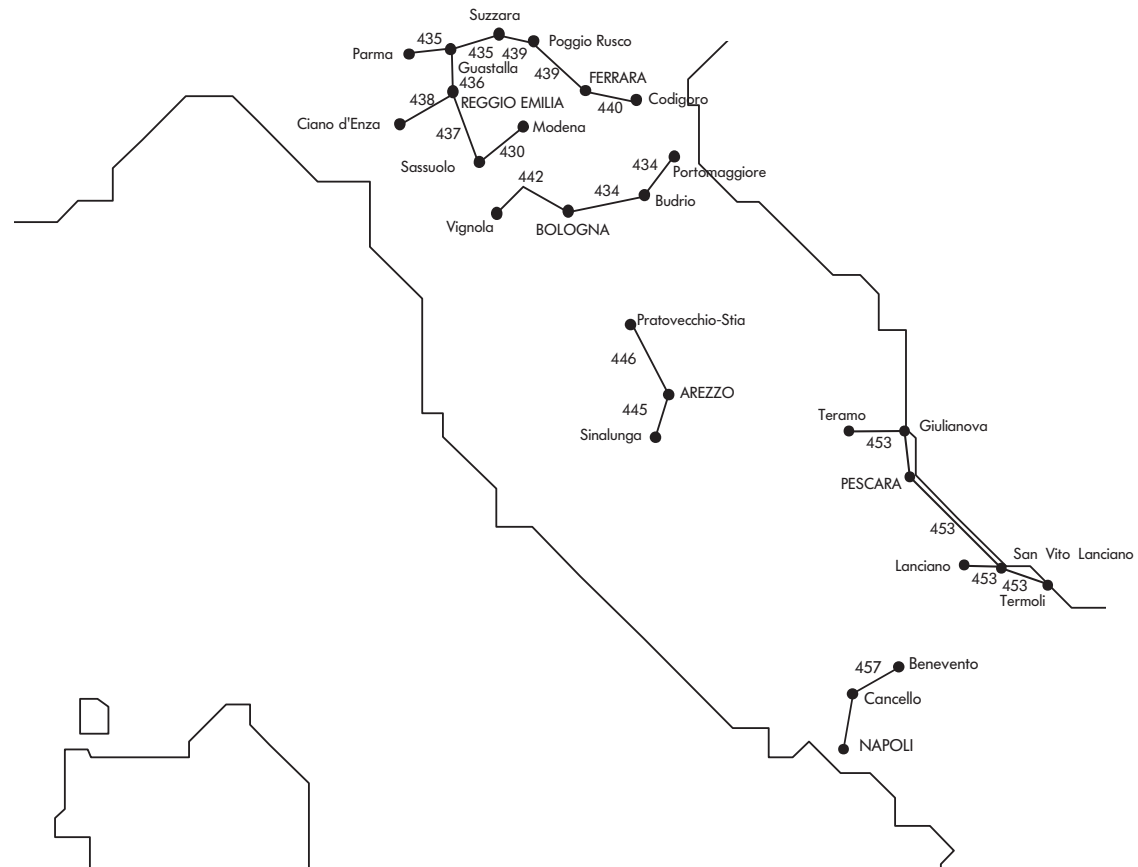 Suzzara
435
Parma
435
439
Poggio Rusco
Guastalla
436
439
FERRARA
438
REGGIO EMILIA
440
Codigoro
Ciano d'Enza
437
Modena
430
Sassuolo
434
Portomaggiore
442
434
Budrio
Vignola
BOLOGNA
Pratovecchio-Stia
446
AREZZO
445
Sinalunga
Teramo
Giulianova
453
PESCARA
453
San Vito Lanciano
Lanciano
453
453
Termoli
457
Benevento
Cancello
NAPOLI